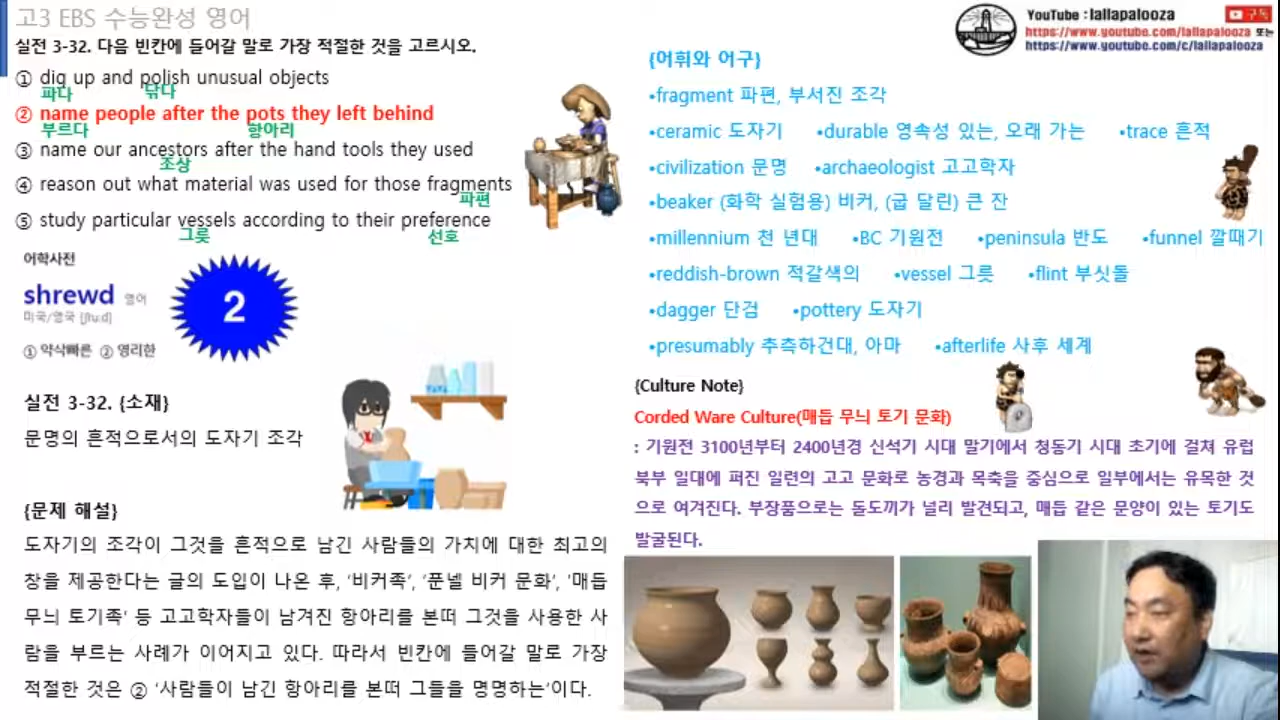 고3 EBS 수능완성 영어
실전 3-32. 다음 빈칸에 들어갈 말로 가장 적절한 것을 고르시오.
① dig up and polish unusual objects
파다 닦다
② name people after the pots they left behind
부르다 항아리
③ name our ancestors after the hand tools they used
조상
④ reason out what material was used for those fragments
파편
⑤ study particular vessels according to their preference
그릇 선호
어학사전
shrewd 영어
미국/영국 [ʃruːd]
① 약삭빠른 ② 영리한
2
실전 3-32. {소재}
문명의 흔적으로서의 도자기 조각
{문제 해설}
도자기의 조각이 그것을 흔적으로 남긴 사람들의 가치에 대한 최고의
창을 제공한다는 글의 도입이 나온 후, ‘비커족’, ‘푼넬 비커 문화’, ‘매듭
무늬 토기족’ 등 고고학자들이 남겨진 항아리를 본떠 그것을 사용한 사
람을 부르는 사례가 이어지고 있다. 따라서 빈칸에 들어갈 말로 가장
적절한 것은 ② ‘사람들이 남긴 항아리를 본떠 그들을 명명하는’이다.
YouTube : lallapalooza 구독
https://www.youtube.com/lallapalooza 또는
https://www.youtube.com/c/lallapalooza
{어휘와 어구}
•fragment 파편, 부서진 조각
•ceramic 도자기 •durable 영속성 있는, 오래 가는 •trace 흔적
•civilization 문명 •archaeologist 고고학자
•beaker (화학 실험용) 비커, (굽 달린) 큰 잔
•millennium 천 년대 •BC 기원전 •peninsula 반도 •funnel 깔때기
•reddish-brown 적갈색의 •vessel 그릇 •flint 부싯돌
•dagger 단검 •pottery 도자기
•presumably 추측하건대, 아마 •afterlife 사후 세계
{Culture Note}
Corded Ware Culture(매듭 무늬 토기 문화)
: 기원전 3100년부터 2400년경 신석기 시대 말기에서 청동기 시대 초기에 걸쳐 유럽
북부 일대에 펴진 일련의 고고 문화로 농경과 목축을 중심으로 일부에서는 유목한 것
으로 여겨진다. 부장품으로는 돌도끼가 널리 발견되고, 매듭 같은 문양이 있는 토기도
발굴된다.